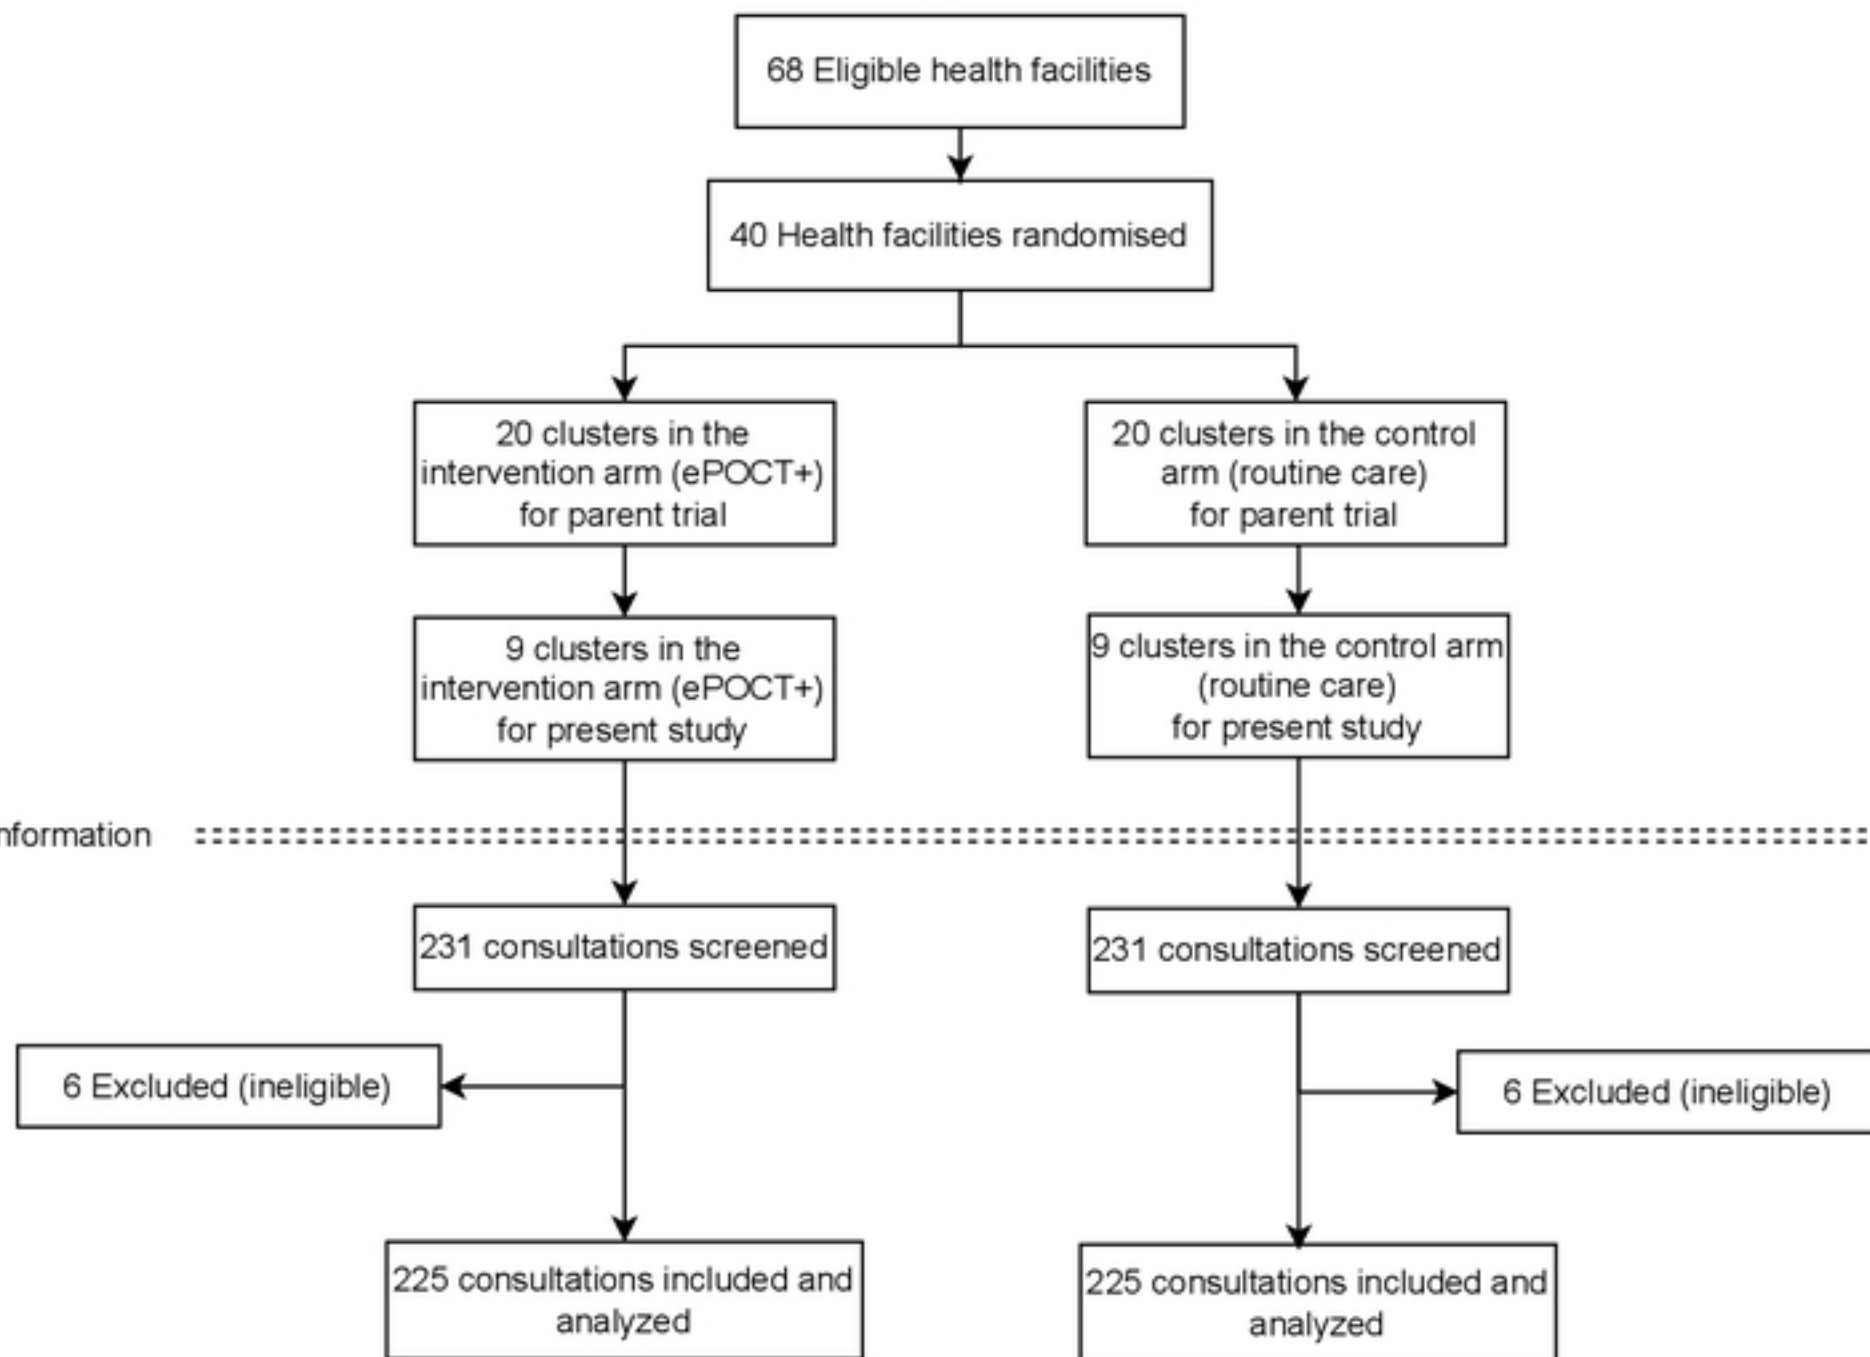 68 Eligible health facilities
40 Health facilities randomised
20 clusters in the
intervention arm (ePOCT+)
for parent trial
20 clusters in the control
arm (routine care)
for parent trial
9 clusters in the
intervention arm (ePOCT+)
for present study
9 clusters in the control arm
(routine care)
for present study
nformation
231 consultations screened
231 consultations screened
6 Excluded (ineligible)
6 Excluded (ineligible)
225 consultations included and
analyzed
225 consultations included and
analyzed